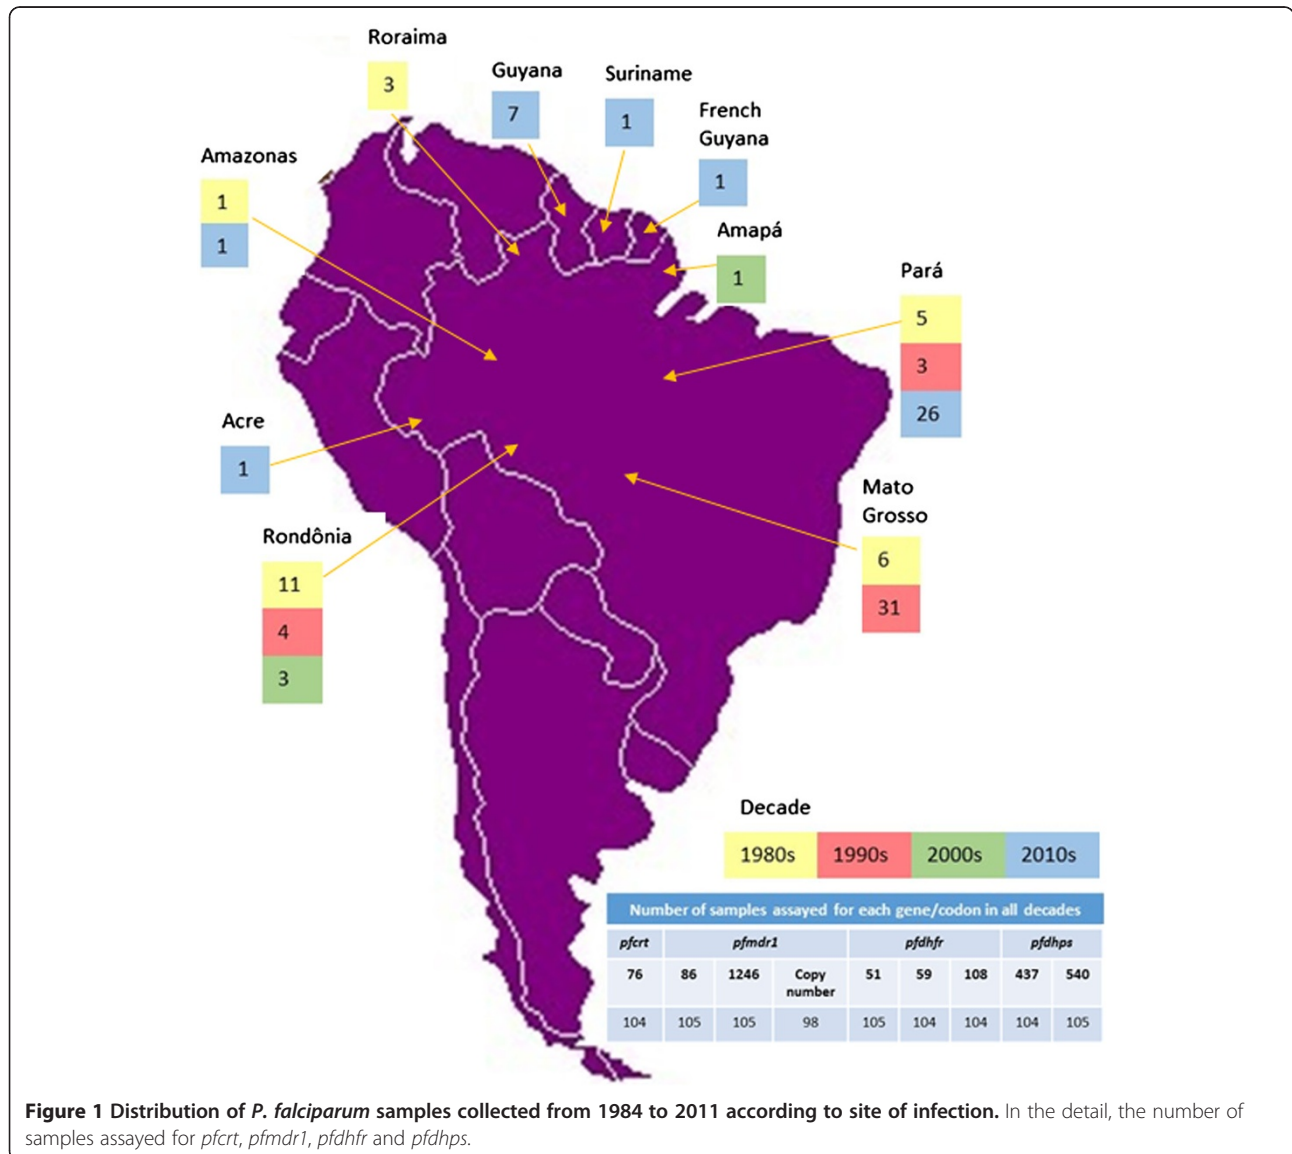 Roraima
3
Guyana
7
Suriname
1
French
Guyana
1
Amazonas
1
1
Amapá
1
Pará
5
3
26
Acre
1
Mato
Grosso
6
31
Rondônia
11
4
3
Decade
1980s 1990s 2000s 2010s
Number of samples assayed for each gene/codon in all decades
pfcrt pfmdr1 pfdhfr pfdhps
76 86 1246 Copy number 51 59 108 437 540
104 105 105 98 105 104 104 104 105
Figure 1 Distribution of P. falciparum samples collected from 1984 to 2011 according to site of infection. In the detail, the number of
samples assayed for pfcrt, pfmdr1, pfdhfr and pfdhps.